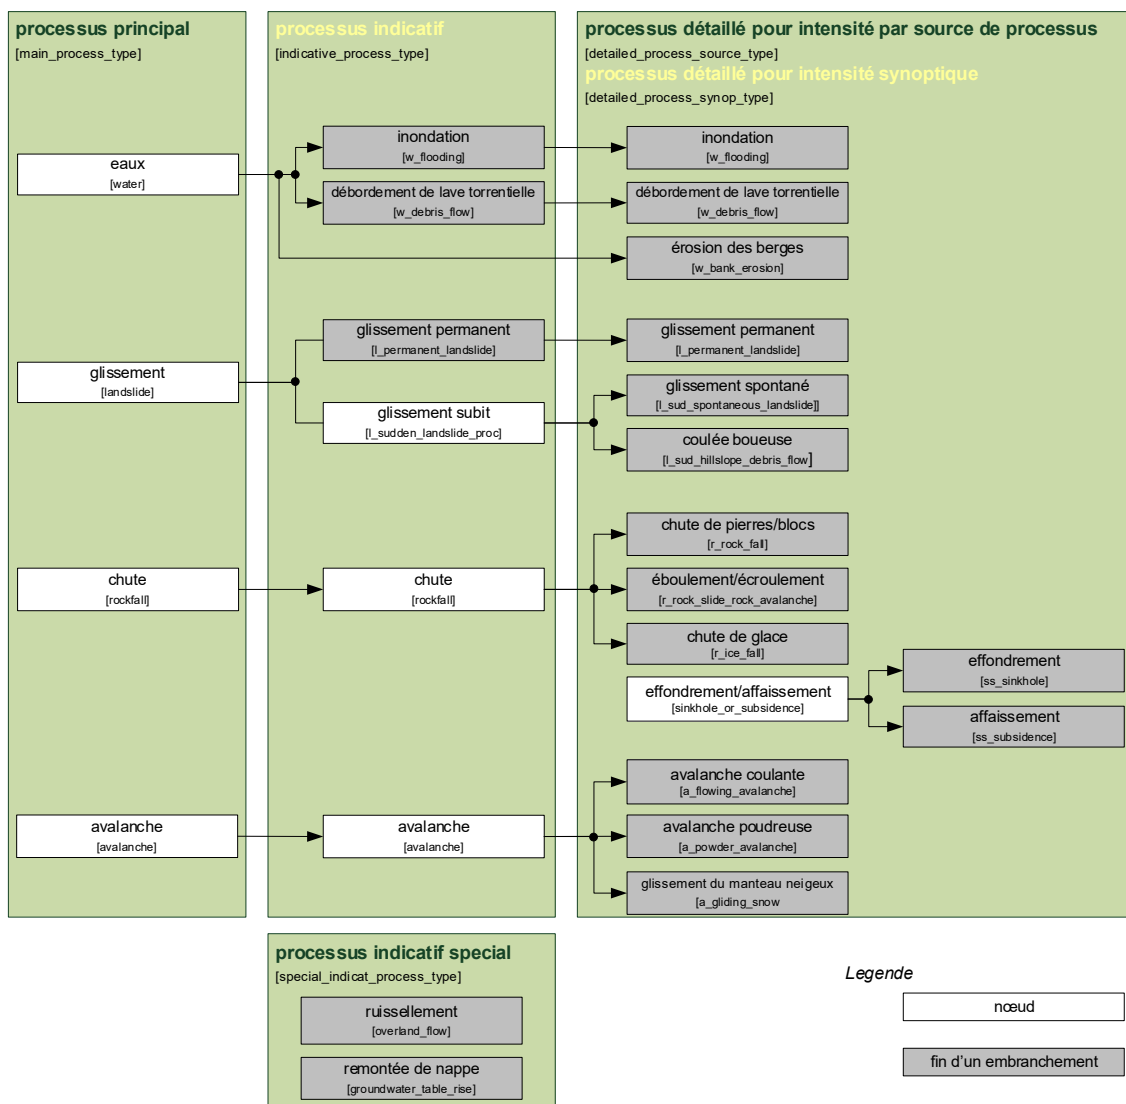 processus principal
[main_process_type]
eaux
[water]
glissement
[landslide]
chute
[rockfall]
avalanche
[avalanche]
processus indicatif
[indicative_process_type]
inondation
[w_flooding]
débordement de lave torrentielle
[w_debris_flow]
glissement permanent
[l_permanent_landslide]
glissement subit
[l_sudden_landslide_proc]
chute
[rockfall]
avalanche
[avalanche]
processus détaillé pour intensité par source de processus
[detailed_process_source_type]
processus détaillé pour intensité synoptique
[detailed_process_synop_type]
inondation
[w_flooding]
débordement de lave torrentielle
[w_debris_flow]
érosion des berges
[w_bank_erosion]
glissement permanent
[l_permanent_landslide]
glissement spontané
[l_sud_spontaneous_landslide]]
coulée boueuse
[l_sud_hillslope_debris_flow]
chute de pierres/blocs
[r_rock_fall]
éboulement/écroulement
[r_rock_slide_rock_avalanche]
chute de glace
[r_ice_fall]
effondrement/affaissement
[sinkhole_or_subsidence]
effondrement
[ss_sinkhole]
affaissement
[ss_subsidence]
avalanche coulante
[a_flowing_avalanche]
avalanche poudreuse
[a_powder_avalanche]
glissement du manteau neigeux
[a_gliding_snow
processus indicatif special
[special_indicat_process_type]
ruissellement
[overland_flow]
remontée de nappe
[groundwater_table_rise]
Legende
nœud
fin d'un embranchement